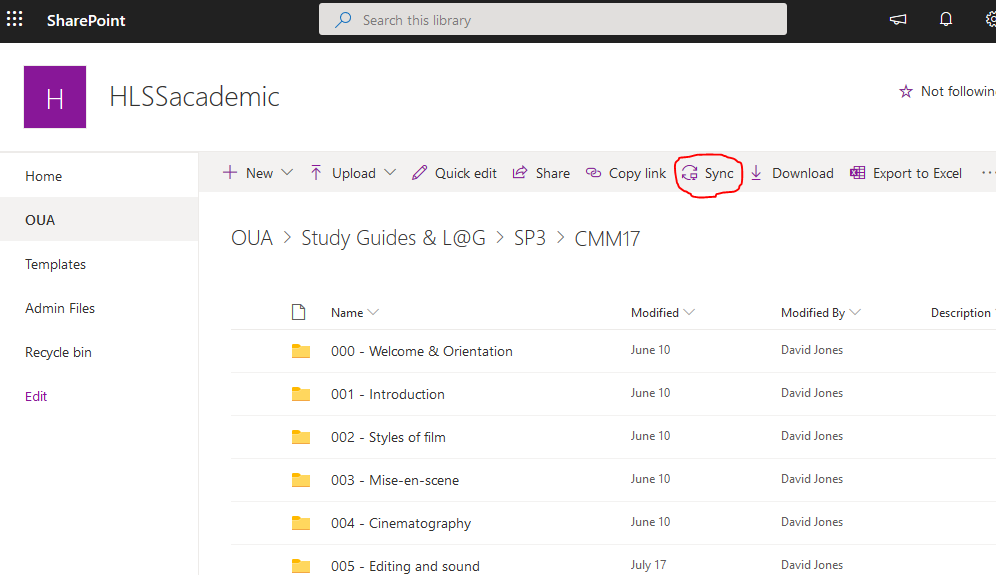 SharePoint
Search this library
H
HLSSacademic
Not followin
Home
OUA
Templates
Admin Files
Recycle bin
Edit
New Upload Quick edit Share Copy link Sync Download Export to Excel ...
OUA > Study Guides & L@G > SP3 > CMM17
Name Modified Modified By Description
000 - Welcome & Orientation June 10 David Jones
001 - Introduction June 10 David Jones
002 - Styles of film June 10 David Jones
003 - Mise-en-scene June 10 David Jones
004 - Cinematography June 10 David Jones
005 - Editing and sound July 17 David Jones